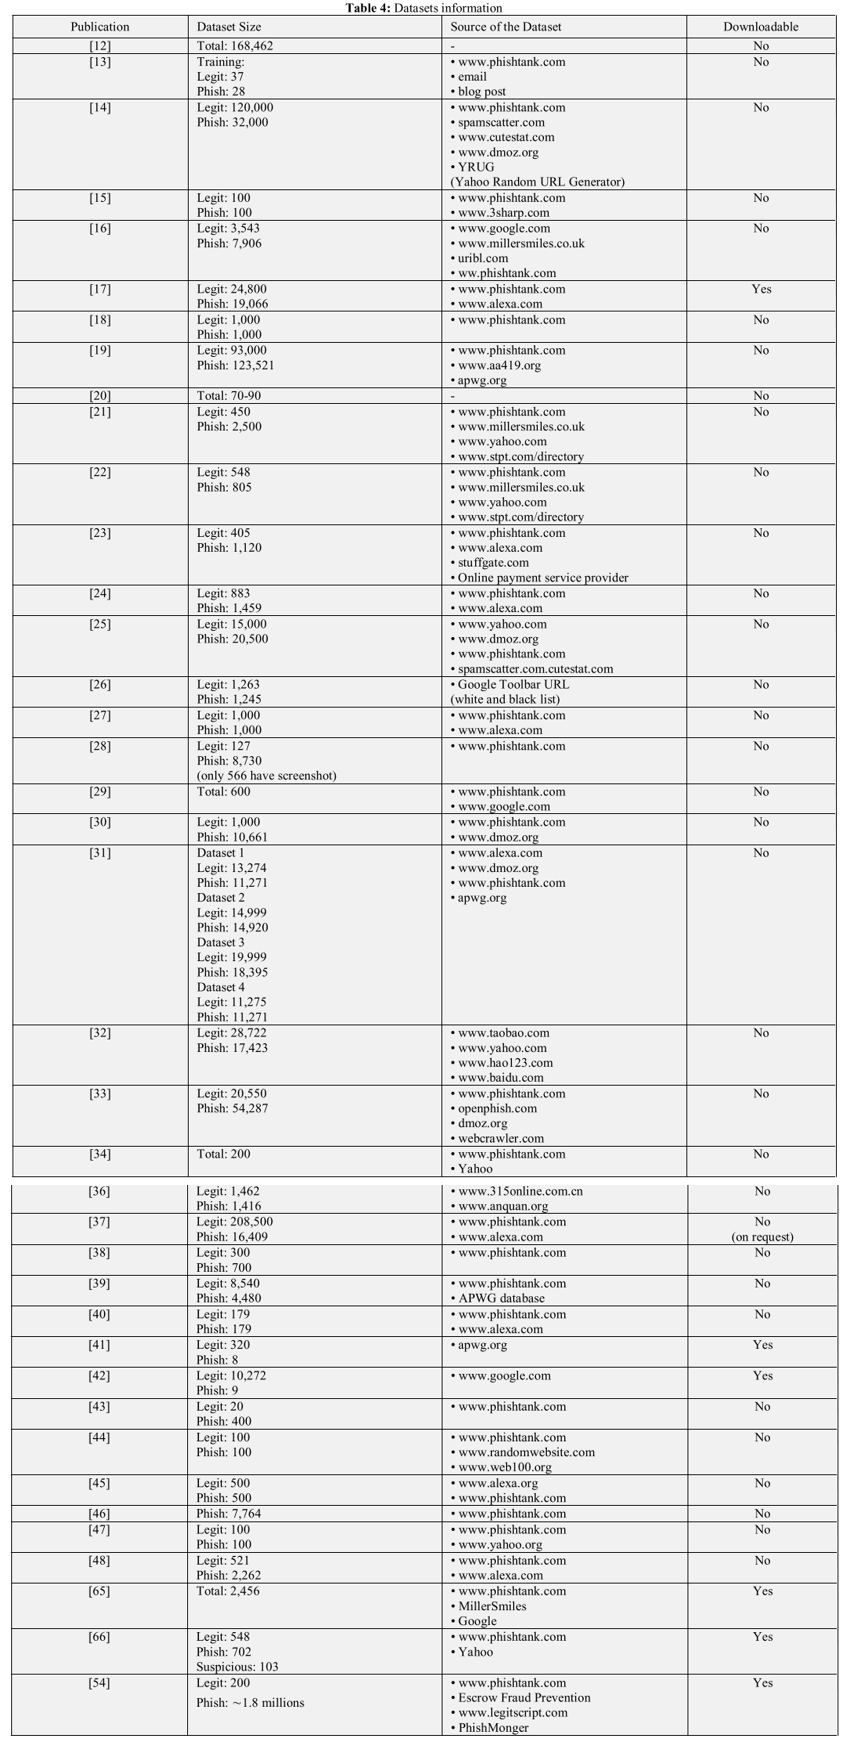 Table 4: Datasets information
Publication Dataset Size Source of the Dataset Downloadable
[12] Total: 168,462 - No
[13] Training: • www.phishtank.com No
Legit: 37 • email
Phish: 28 • blog post
[14] Legit: 120,000 • www.phishtank.com No
Phish: 32,000 • spamscatter.com
• www.cutestat.com
• www.dmoz.org
• YRUG
(Yahoo Random URL Generator)
[15] Legit: 100 • www.phishtank.com No
Phish: 100 • www.3sharp.com
[16] Legit: 3,543 • www.google.com No
Phish: 7,906 • www.millersmiles.co.uk
• uribl.com
• ww.phishtank.com
[17] Legit: 24,800 • www.phishtank.com Yes
Phish: 19,066 • www.alexa.com
[18] Legit: 1,000 • www.phishtank.com No
Phish: 1,000
[19] Legit: 93,000 • www.phishtank.com No
Phish: 123,521 • www.aa419.org
• apwg.org
[20] Total: 70-90 - No
[21] Legit: 450 • www.phishtank.com No
Phish: 2,500 • www.millersmiles.co.uk
• www.yahoo.com
• www.stpt.com/directory
[22] Legit: 548 • www.phishtank.com No
Phish: 805 • www.millersmiles.co.uk
• www.yahoo.com
• www.stpt.com/directory
[23] Legit: 405 • www.phishtank.com No
Phish: 1,120 • www.alexa.com
• stuffgate.com
• Online payment service provider
[24] Legit: 883 • www.phishtank.com No
Phish: 1,459 • www.alexa.com
[25] Legit: 15,000 • www.yahoo.com No
Phish: 20,500 • www.dmoz.org
• www.phishtank.com
• spamscatter.com.cutestat.com
[26] Legit: 1,263 • Google Toolbar URL No
Phish: 1,245 (white and black list)
[27] Legit: 1,000 • www.phishtank.com No
Phish: 1,000 • www.alexa.com
[28] Legit: 127 • www.phishtank.com No
Phish: 8,730
(only 566 have screenshot)
[29] Total: 600 • www.phishtank.com No
• www.google.com
[30] Legit: 1,000 • www.phishtank.com No
Phish: 10,661 • www.dmoz.org
[31] Dataset 1 • www.alexa.com No
Legit: 13,274 • www.dmoz.org
Phish: 11,271 • www.phishtank.com
Dataset 2 • apwg.org
Legit: 14,999
Phish: 14,920
Dataset 3
Legit: 19,999
Phish: 18,395
Dataset 4
Legit: 11,275
Phish: 11,271
[32] Legit: 28,722 • www.taobao.com No
Phish: 17,423 • www.yahoo.com
• www.hao123.com
• www.baidu.com
[33] Legit: 20,550 • www.phishtank.com No
Phish: 54,287 • openphish.com
• dmoz.org
• webcrawler.com
[34] Total: 200 • www.phishtank.com No
• Yahoo
[36] Legit: 1,462 • www.315online.com.cn No
Phish: 1,416 • www.anquan.org
[37] Legit: 208,500 • www.phishtank.com No
Phish: 16,409 • www.alexa.com (on request)
[38] Legit: 300 • www.phishtank.com No
Phish: 700
[39] Legit: 8,540 • www.phishtank.com No
Phish: 4,480 • APWG database
[40] Legit: 179 • www.phishtank.com No
Phish: 179 • www.alexa.com
[41] Legit: 320 • apwg.org Yes
Phish: 8
[42] Legit: 10,272 • www.google.com Yes
Phish: 9
[43] Legit: 20 • www.phishtank.com No
Phish: 400
[44] Legit: 100 • www.phishtank.com No
Phish: 100 • www.randomwebsite.com
• www.web100.org
[45] Legit: 500 • www.alexa.org No
Phish: 500 • www.phishtank.com
[46] Phish: 7,764 • www.phishtank.com No
[47] Legit: 100 • www.phishtank.com No
Phish: 100 • www.yahoo.org
[48] Legit: 521 • www.phishtank.com No
Phish: 2,262 • www.alexa.com
[65] Total: 2,456 • www.phishtank.com Yes
• MillerSmiles
• Google
[66] Legit: 548 • www.phishtank.com Yes
Phish: 702 • Yahoo
Suspicious: 103
[54] Legit: 200 • www.phishtank.com Yes
Phish: ~1.8 millions • Escrow Fraud Prevention
• www.legitscript.com
• PhishMonger